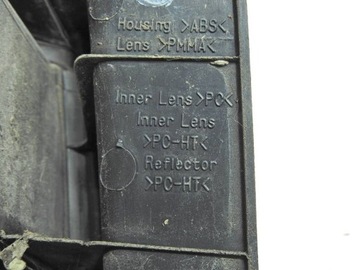 Housing >ABS<
Lens >PMMA<
Inner Lens >PC<
Inner Lens
>PC-HT<
Reflector
>PC-HT<